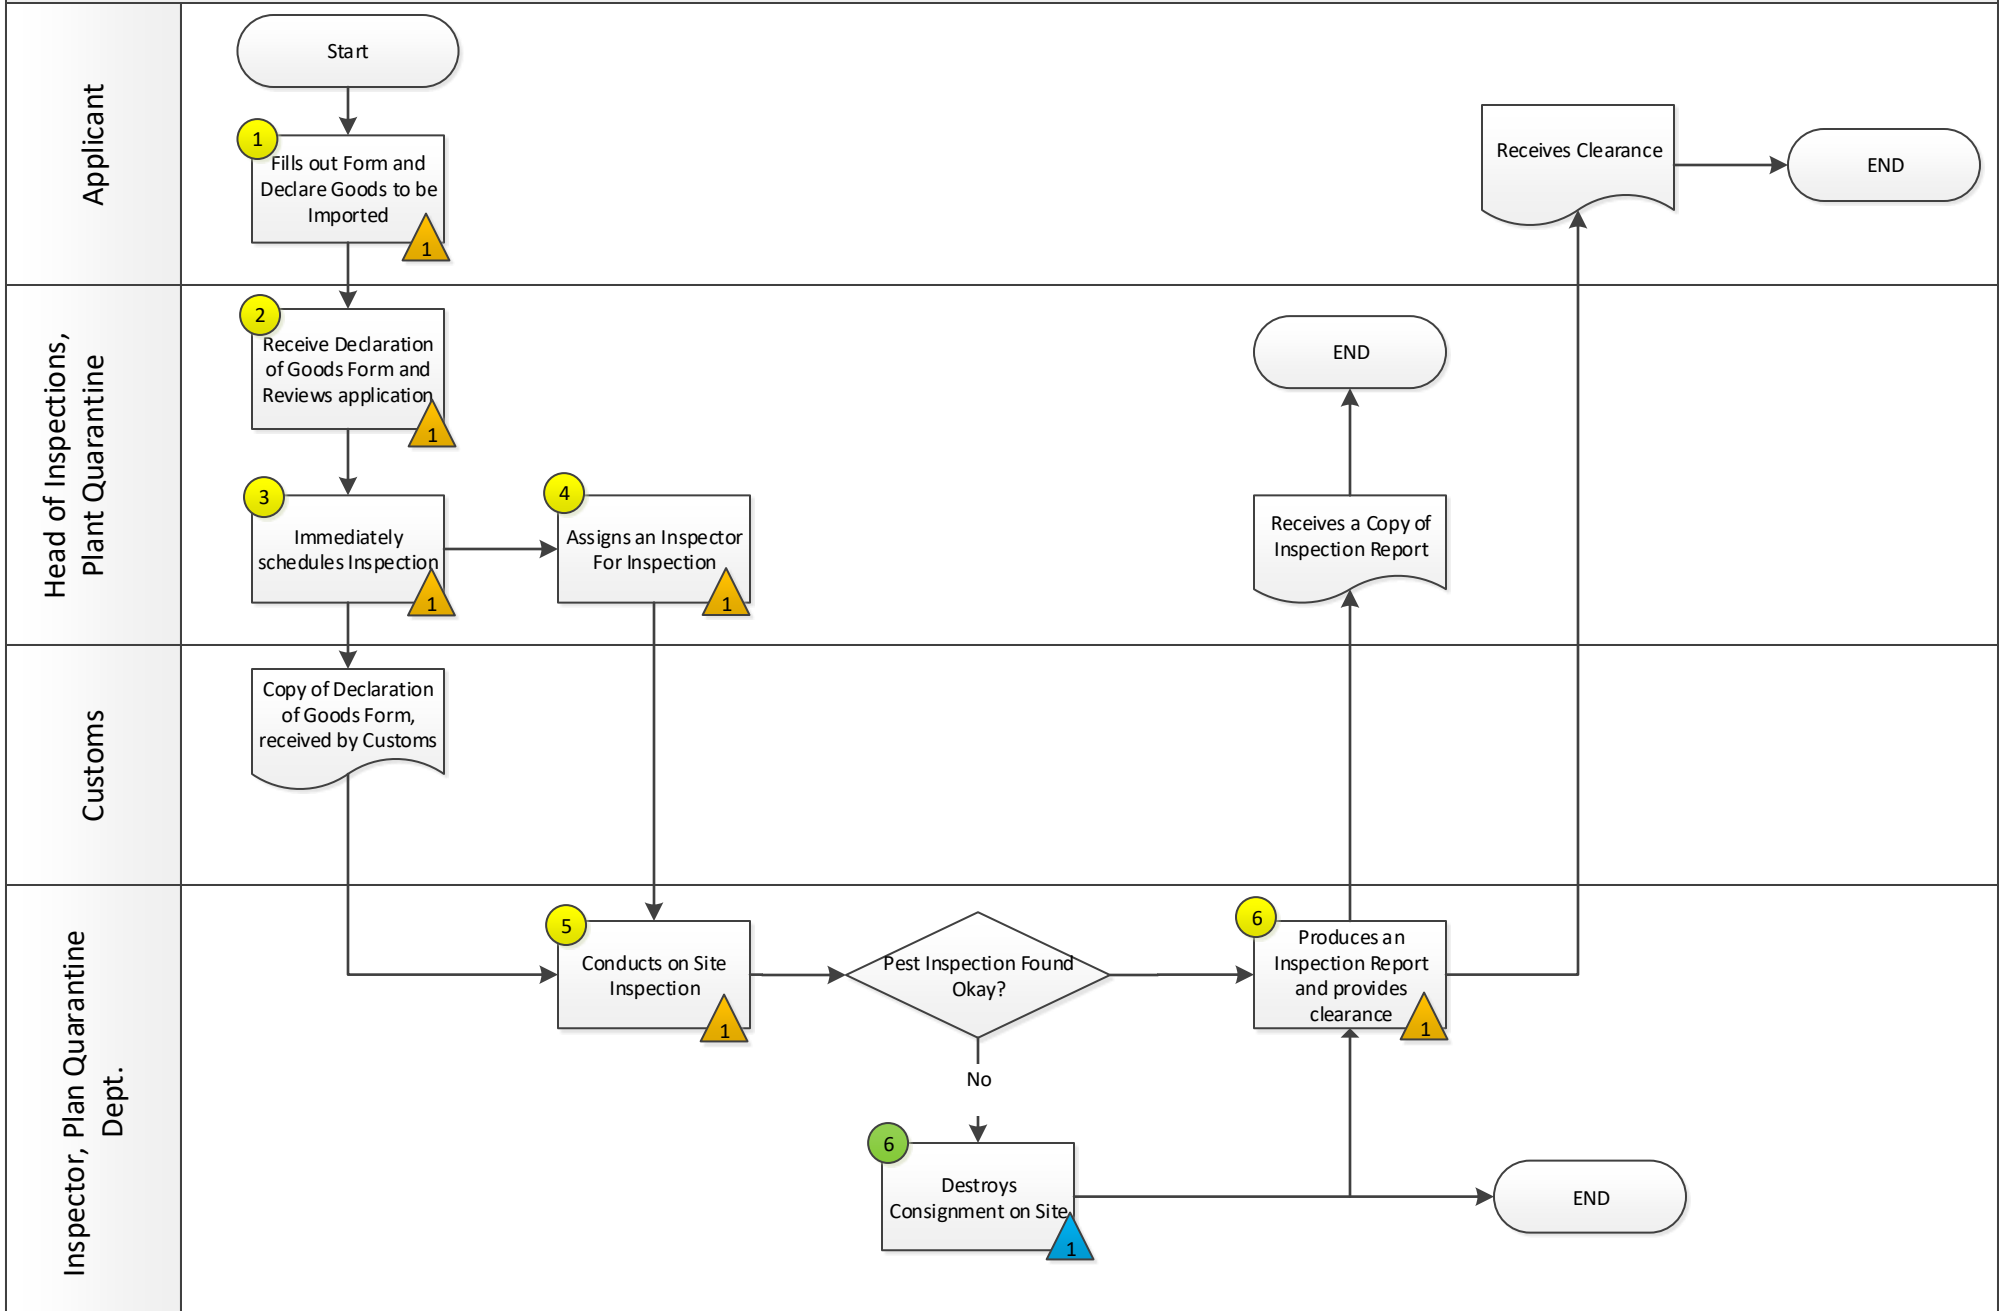 Applicant
Start
1
Fills out Form and
Declare Goods to be
Imported
1
Receives Clearance
END
Head of Inspections,
Plant Quarantine
2
Receive Declaration
of Goods Form and
Reviews application
1
3
Immediately
schedules Inspection
1
4
Assigns an Inspector
For Inspection
1
END
Receives a Copy of
Inspection Report
Customs
Copy of Declaration
of Goods Form,
received by Customs
Inspector, Plan Quarantine
Dept.
5
Conducts on Site
Inspection
1
Pest Inspection Found
Okay?
No
6
Produces an
Inspection Report
and provides
clearance
1
6
Destroys
Consignment on Site
1
END